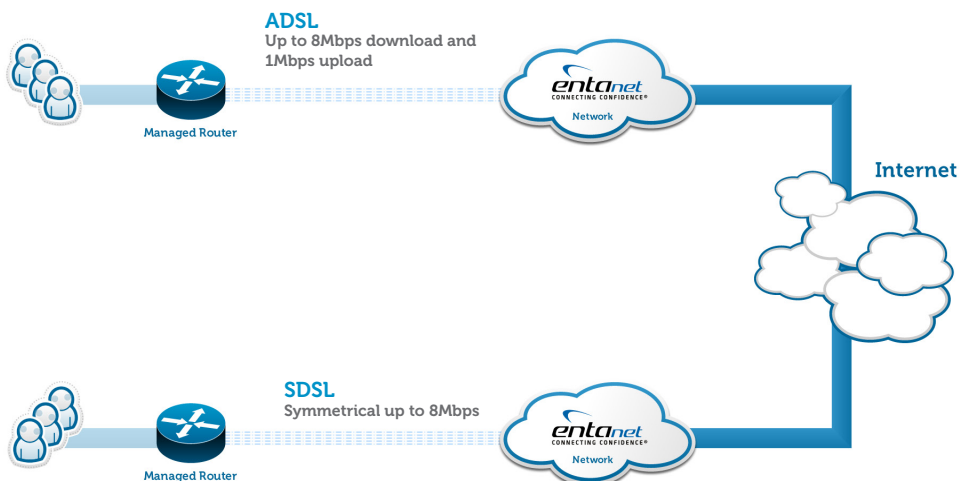 ADSL
Up to 8Mbps download and
1Mbps upload
entanet
CONNECTING CONFIDENCE®
Network
Managed Router
Internet
SDSL
Symmetrical up to 8Mbps
entanet
CONNECTING CONFIDENCE®
Network
Managed Router